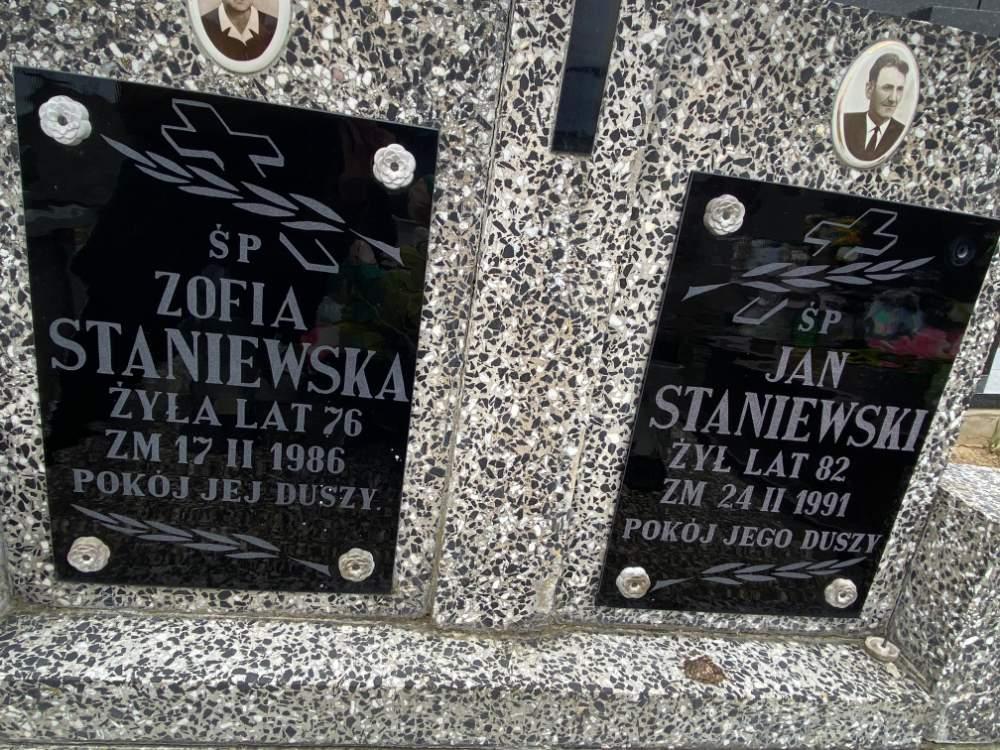 ŚP
ZOFIA
STANIEWSKA
ŻYŁA LAT 76
ZM 17 II 1986
POKÓJ JEJ DUSZY.
ŚP
JAN
STANIEWSKI
ŻYŁ LAT 82
ZM 24 II 1991
POKÓJ JEGO DUSZY